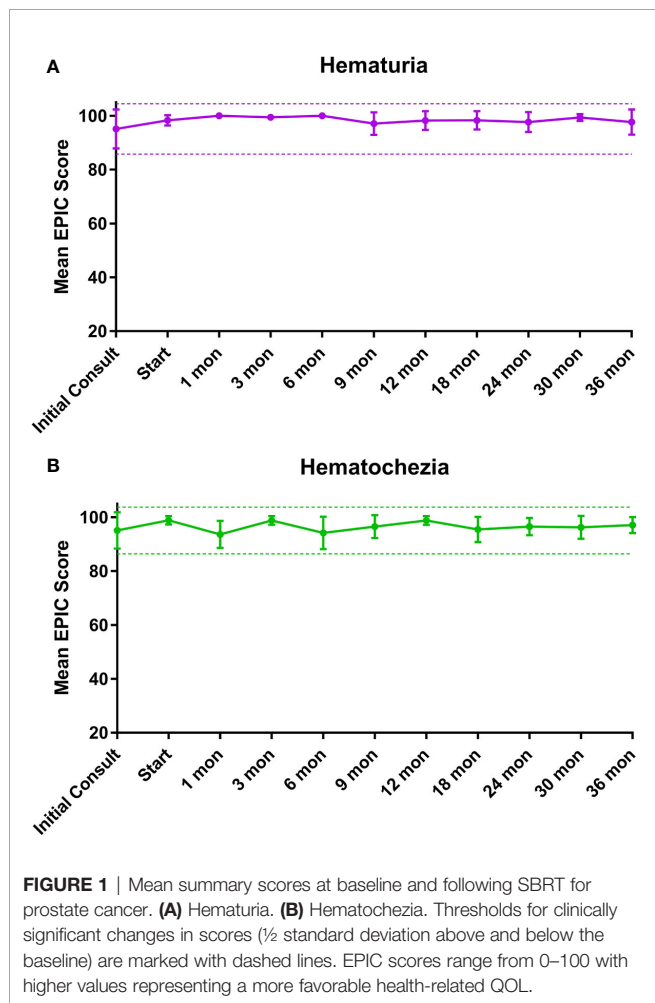 A
Hematuria
Mean EPIC Score
100
80
60
40
20
Initial Consult
Start
1 mon
3 mon
6 mon
9 mon
12 mon
18 mon
24 mon
30 mon
36 mon
B
Hematochezia
Mean EPIC Score
100
80
60
40
20
Initial Consult
Start
1 mon
3 mon
6 mon
9 mon
12 mon
18 mon
24 mon
30 mon
36 mon
FIGURE 1 | Mean summary scores at baseline and following SBRT for
prostate cancer. (A) Hematuria. (B) Hematochezia. Thresholds for clinically
significant changes in scores (½ standard deviation above and below the
baseline) are marked with dashed lines. EPIC scores range from 0–100 with
higher values representing a more favorable health-related QOL.